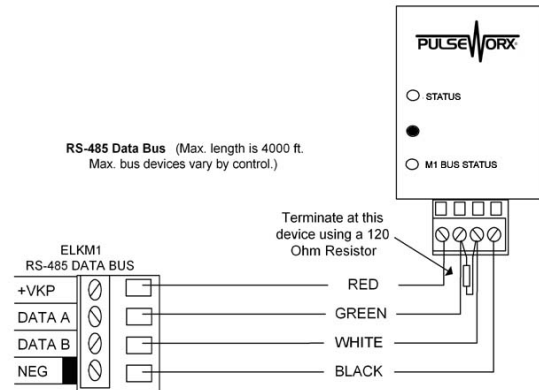 PULSEWORX
STATUS
M1 BUS STATUS
RS-485 Data Bus (Max. length is 4000 ft.
Max. bus devices vary by control.)
Terminate at this
device using a 120
Ohm Resistor
ELKM1
RS-485 DATA BUS
+VKP
DATA A
DATA B
NEG
RED
GREEN
WHITE
BLACK